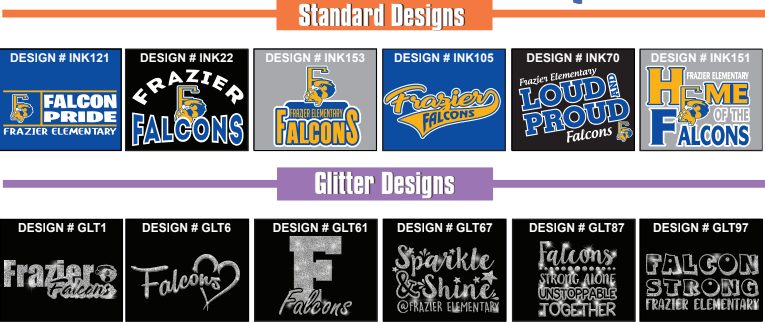 Standard Designs
DESIGN # INK121
FALCON
PRIDE
FRAZIER ELEMENTARY
DESIGN # INK22
FRAZIER
FALCONS
DESIGN # INK153
F
FRAZIER ELEMENTARY
FALCONS
DESIGN # INK105
Frazier
FALCONS
DESIGN # INK70
Frazier Elementary
LOUD AND
PROUD
Falcons
DESIGN # INK151
FRAZIER ELEMENTARY
HOME
OF THE
FALCONS
Glitter Designs
DESIGN # GLT1
Frazier
Falcons
DESIGN # GLT6
Falcons
DESIGN # GLT61
F
Falcons
DESIGN # GLT67
Sparkle
& Shine
@FRAZIER ELEMENTARY
DESIGN # GLT87
Falcons
STRONG ALONE
UNSTOPPABLE
TOGETHER
DESIGN # GLT97
FALCON
STRONG
FRAZIER ELEMENTARY